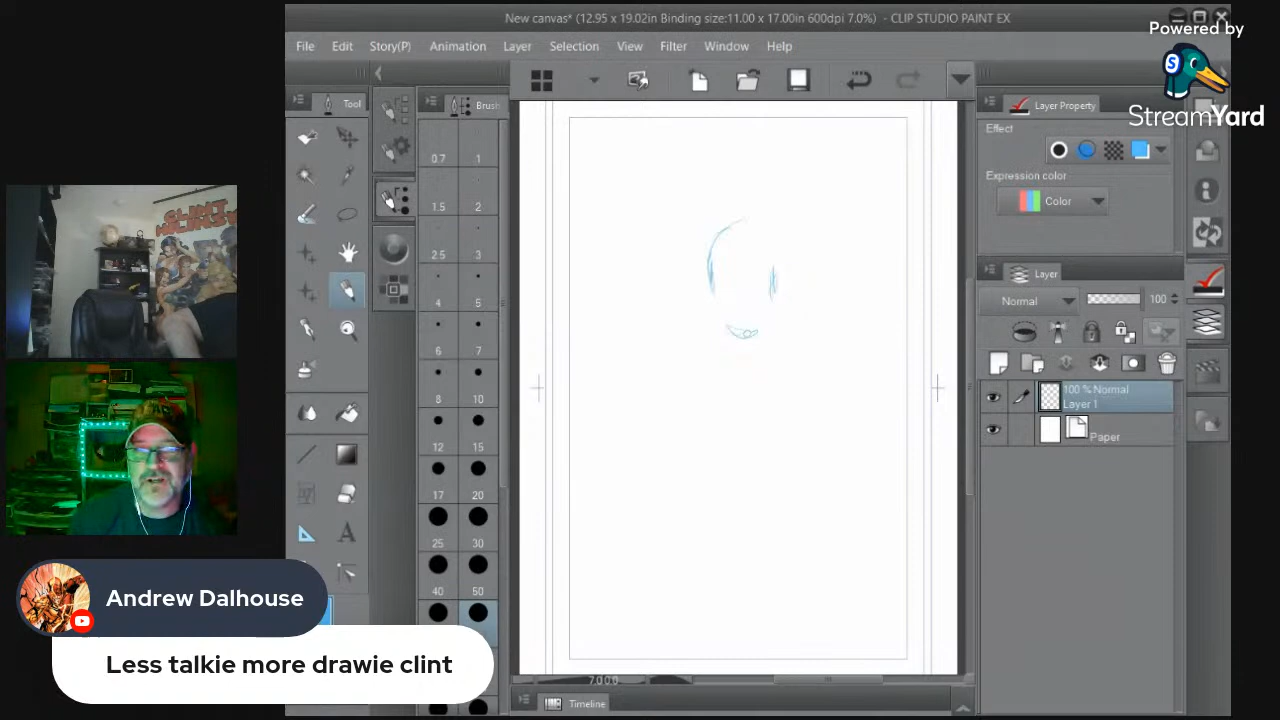 New canvas* (12.95 x 19.02in Binding size:11.00 x 17.00in 600dpi 7.0%) - CLIP STUDIO PAINT EX
Powered by
StreamYard
File Edit Story(P) Animation Layer Selection View Filter Window Help
Tool
Brush
Layer Property
Effect
Expression color
Color
0.7 1
1.5 2
2.5 3
4 5
6 7
8 10
12 15
17 20
25 30
40 50
Layer
Normal 100
100 % Normal
Layer 1
Paper
CLINT
Andrew Dalhouse
Less talkie more drawie clint
Timeline